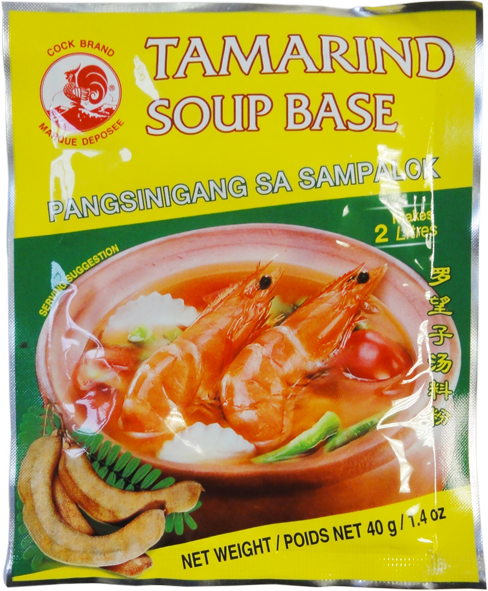 COCK BRAND
®
MARQUE DEPOSEE
TAMARIND
SOUP BASE
PANGSINIGANG SA SAMPALOK
Makes
2 Litres
SERVING SUGGESTION
罗望子汤料粉
NET WEIGHT / POIDS NET 40 g / 1.4 oz